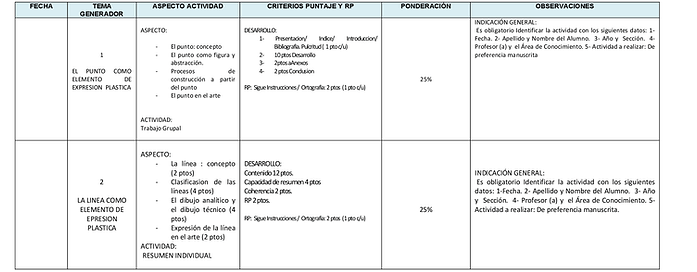 FECHA
TEMA GENERADOR
ASPECTO ACTIVIDAD
CRITERIOS PUNTAJE Y RP
PONDERACIÓN
OBSERVACIONES
1
EL PUNTO COMO
ELEMENTO DE
EXPRESION PLASTICA
ASPECTO:
- El punto: concepto
- El punto como figura y
abstracción.
- Procesos de
construcción a partir
del punto
- El punto en el arte
ACTIVIDAD:
Trabajo Grupal
DESARROLLO:
1- Presentacion/ Indice/ Introduccion/
Bibliografia. Pulcritud ( 1 pto c/u)
2- 10 ptos Desarrollo
3- 2 ptos aAnexos
4- 2 ptos Conclusion
RP: Sigue Instrucciones / Ortografia: 2 ptos (1 pto c/u)
25%
INDICACIÓN GENERAL:
Es obligatorio Identificar la actividad con los siguientes datos: 1-
Fecha. 2- Apellido y Nombre del Alumno. 3- Año y Sección. 4-
Profesor (a) y el Área de Conocimiento. 5- Actividad a realizar: De
preferencia manuscrita
2
LA LINEA COMO
ELEMENTO DE
EPRESION
PLASTICA
ASPECTO:
- La línea : concepto
(2 ptos)
- Clasificasion de las
líneas (4 ptos)
- El dibujo analítico y
el dibujo técnico (4
ptos)
- Expresión de la línea
en el arte (2 ptos)
ACTIVIDAD:
RESUMEN INDIVIDUAL
DESARROLLO:
Contenido 12 ptos.
Capacidad de resumen 4 ptos
Coherencia 2 ptos.
RP 2 ptos.
RP: Sigue Instrucciones / Ortografia: 2 ptos (1 pto c/u)
25%
INDICACIÓN GENERAL:
Es obligatorio Identificar la actividad con los siguientes
datos: 1-Fecha. 2- Apellido y Nombre del Alumno. 3- Año
y Sección. 4- Profesor (a) y el Área de Conocimiento. 5-
Actividad a realizar: De preferencia manuscrita.